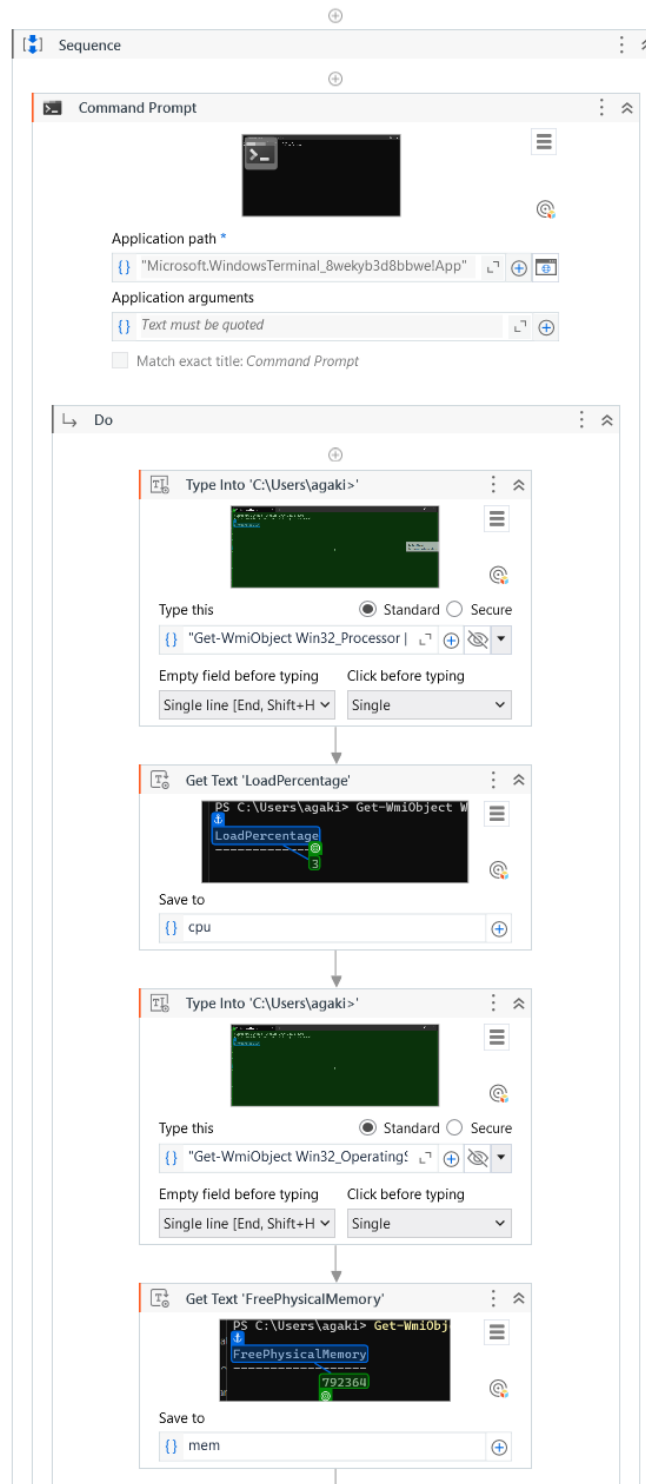 Sequence
Command Prompt
Application path *
"Microsoft.WindowsTerminal_8wekyb3d8bbwe!App"
Application arguments
Text must be quoted
Match exact title: Command Prompt
Do
Type Into 'C:\Users\agaki>'
Type this
Standard
Secure
"Get-WmiObject Win32_Processor |
Empty field before typing
Click before typing
Single line [End, Shift+H
Single
Get Text 'LoadPercentage'
PS C:\Users\agaki> Get-WmiObject W
LoadPercentage
--------------
3
Save to
cpu
Type Into 'C:\Users\agaki>'
Type this
Standard
Secure
"Get-WmiObject Win32_OperatingS
Empty field before typing
Click before typing
Single line [End, Shift+H
Single
Get Text 'FreePhysicalMemory'
PS C:\Users\agaki> Get-WmiObj
FreePhysicalMemory
------------------
792364
Save to
mem